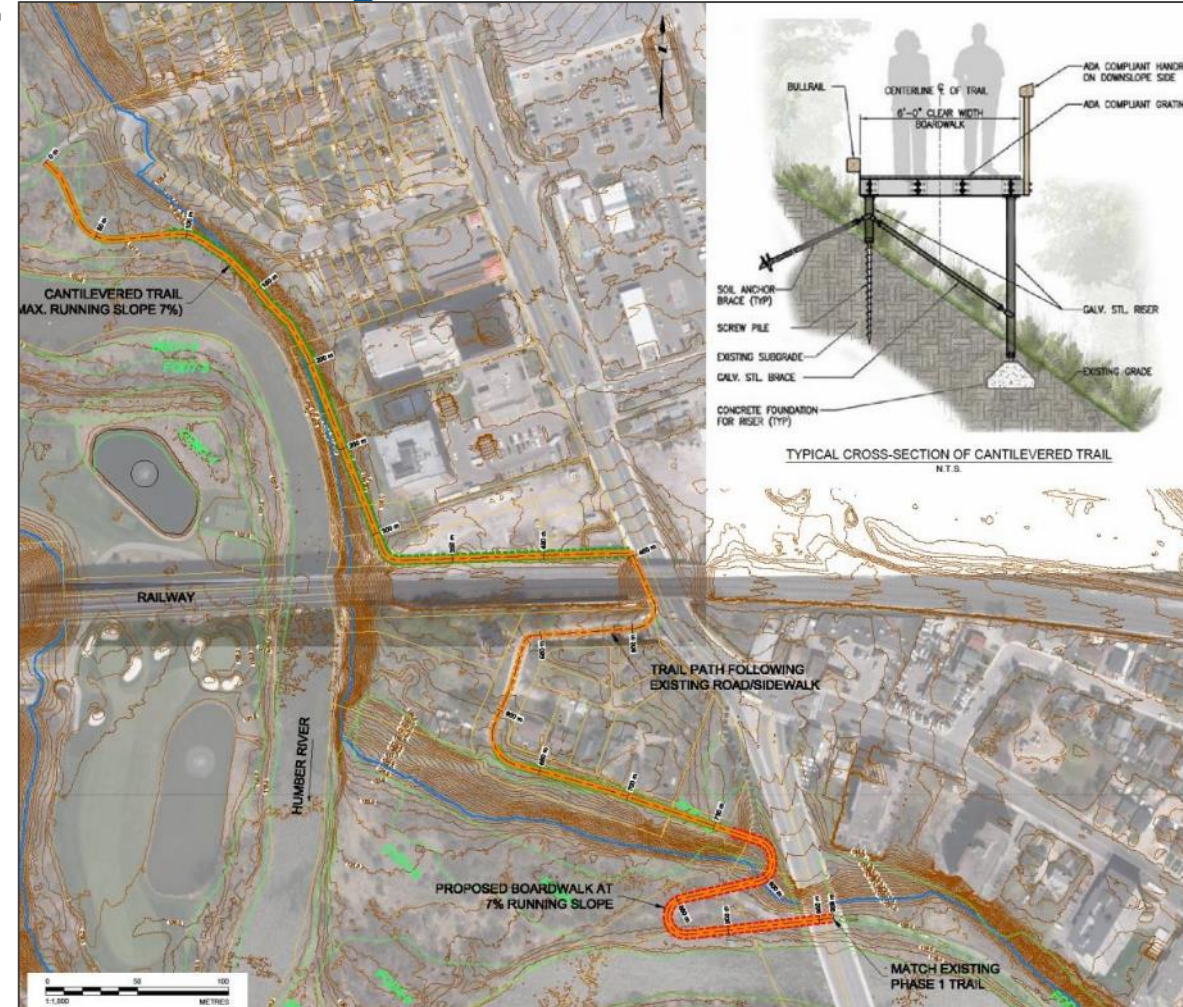 N
BULLRAIL
CENTERLINE ℄ OF TRAIL
6'-0" CLEAR WIDTH
BOARDWALK
ADA COMPLIANT HANDR
ON DOWNSLOPE SIDE
ADA COMPLIANT GRATIN
SOIL ANCHOR
BRACE (TYP)
SCREW PILE
EXISTING SUBGRADE
GALV. STL. BRACE
CONCRETE FOUNDATION
FOR RISER (TYP)
GALV. STL. RISER
EXISTING GRADE
TYPICAL CROSS-SECTION OF CANTILEVERED TRAIL
N.T.S.
0 m
CANTILEVERED TRAIL
MAX. RUNNING SLOPE 7%)
200 m
300 m
RAILWAY
TRAIL PATH FOLLOWING
EXISTING ROAD/SIDEWALK
HUMBER RIVER
700 m
PROPOSED BOARDWALK AT
7% RUNNING SLOPE
MATCH EXISTING
PHASE 1 TRAIL
0 50 100
1:1,000 METRES